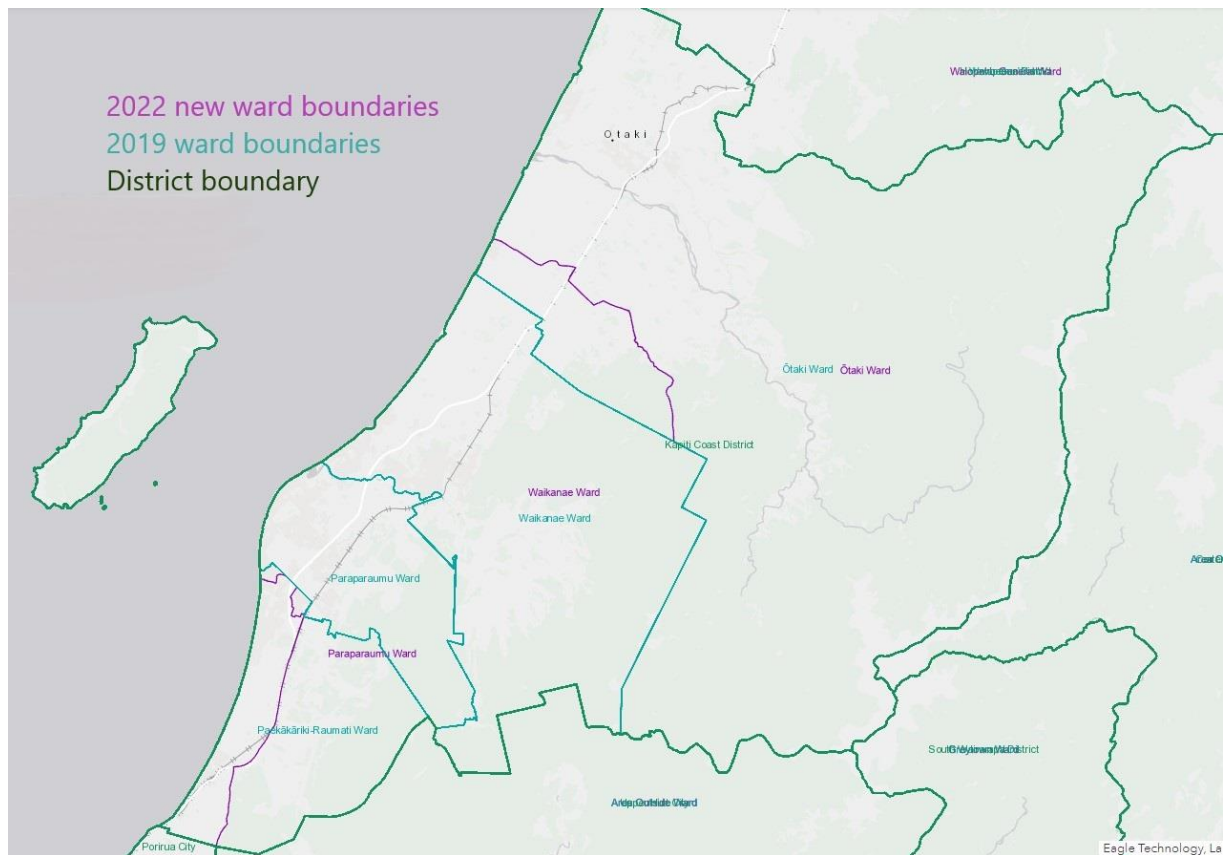 2022 new ward boundaries
2019 ward boundaries
District boundary
Otaki
Ōtaki Ward Ōtaki Ward
Kapiti Coast District
Waikanae Ward
Waikanae Ward
Paraparaumu Ward
Paraparaumu Ward
Paekākāriki-Raumati Ward
Porirua City
Eagle Technology, La